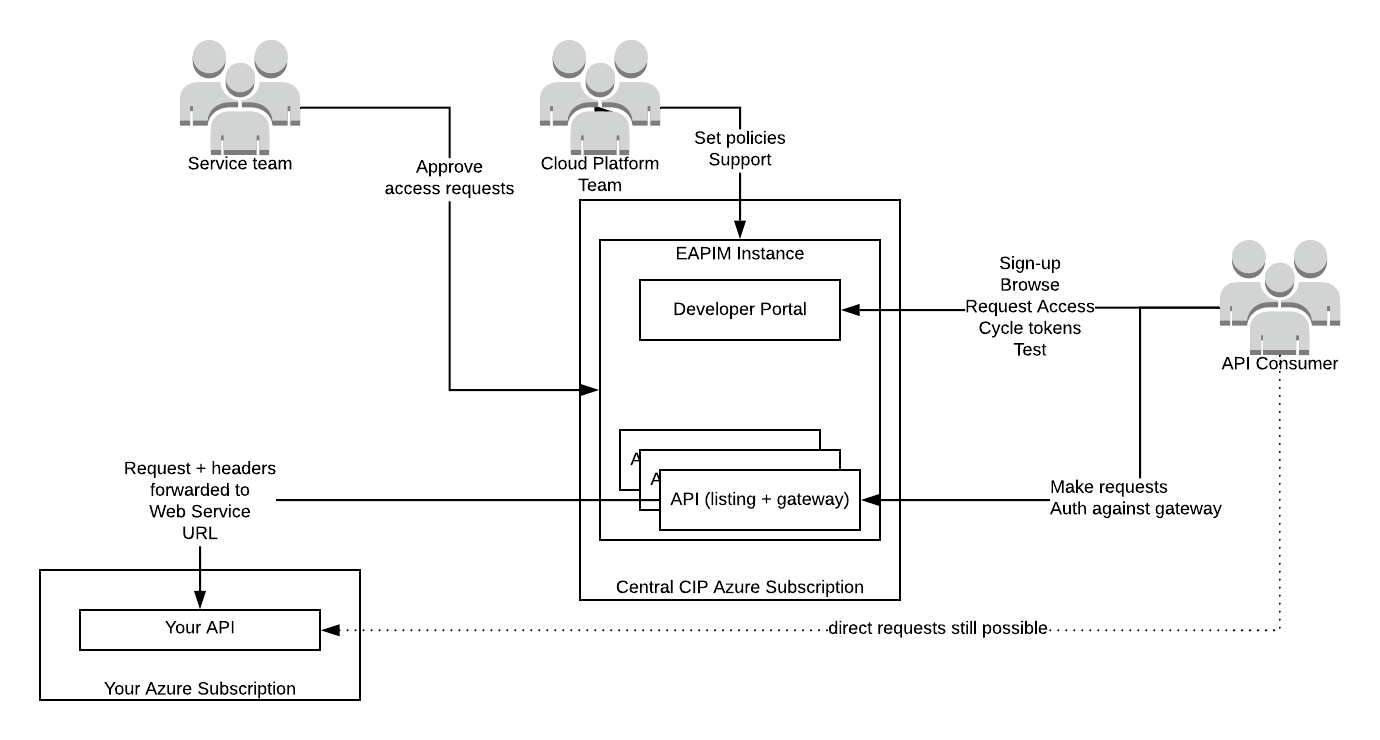 Service team
Approve
access requests
Cloud Platform
Team
Set policies
Support
EAPIM Instance
Developer Portal
Sign-up
Browse
Request Access
Cycle tokens
Test
API Consumer
A
A
API (listing + gateway)
Make requests
Auth against gateway
Central CIP Azure Subscription
Request + headers
forwarded to
Web Service
URL
Your API
Your Azure Subscription
direct requests still possible